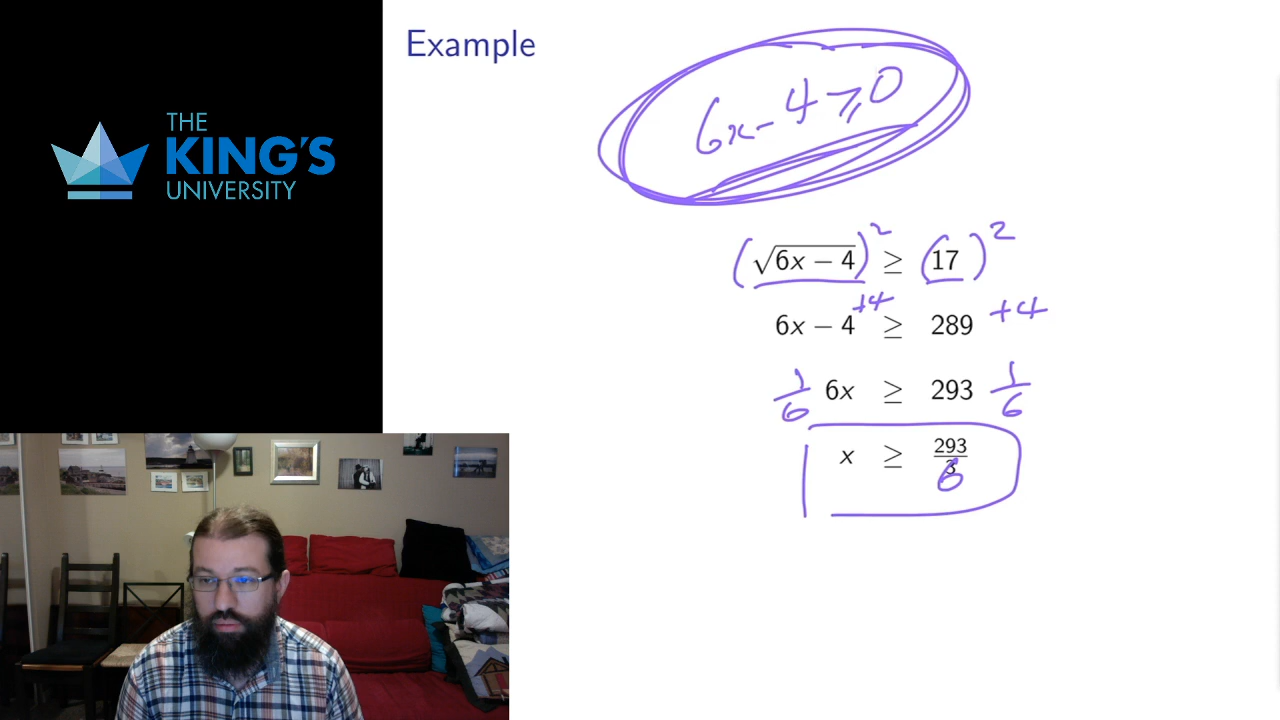 THE
KING'S
UNIVERSITY
Example
6x - 4 ⩾ 0
(√6x − 4)² ≥ (17)²
6x − 4 +4 ≥ 289 +4
1/6 6x ≥ 293 1/6
x ≥ 293/3 6